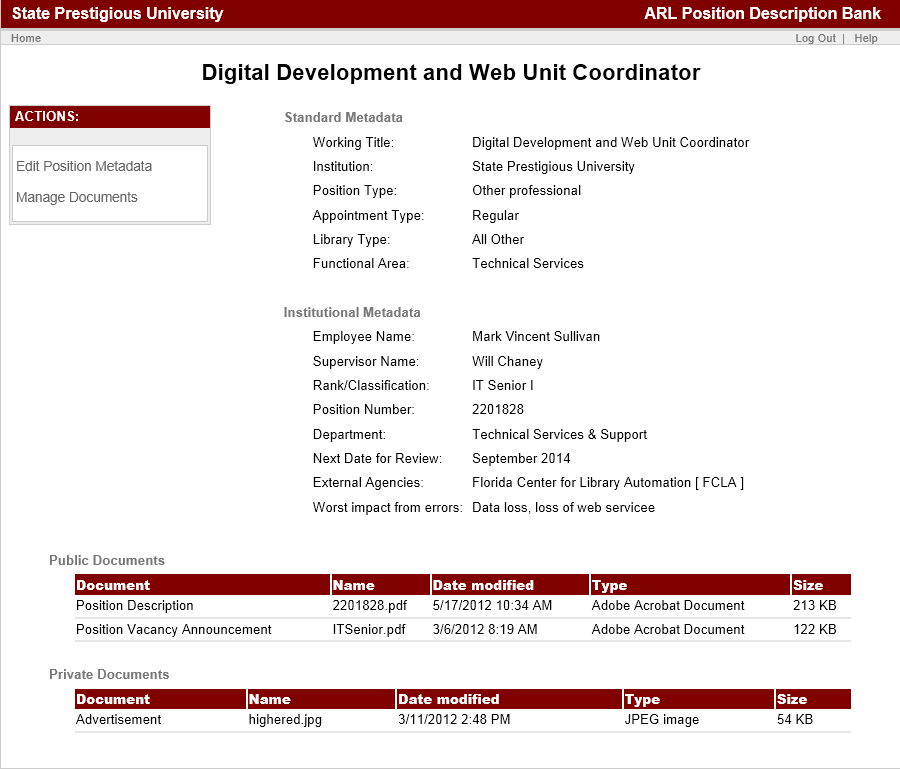 State Prestigious University ARL Position Description Bank
Home Log Out | Help
Digital Development and Web Unit Coordinator
ACTIONS:
Edit Position Metadata
Manage Documents
Standard Metadata
Working Title: Digital Development and Web Unit Coordinator
Institution: State Prestigious University
Position Type: Other professional
Appointment Type: Regular
Library Type: All Other
Functional Area: Technical Services
Institutional Metadata
Employee Name: Mark Vincent Sullivan
Supervisor Name: Will Chaney
Rank/Classification: IT Senior I
Position Number: 2201828
Department: Technical Services & Support
Next Date for Review: September 2014
External Agencies: Florida Center for Library Automation [ FCLA ]
Worst impact from errors: Data loss, loss of web servicee
Public Documents
Document Name Date modified Type Size
Position Description 2201828.pdf 5/17/2012 10:34 AM Adobe Acrobat Document 213 KB
Position Vacancy Announcement ITSenior.pdf 3/6/2012 8:19 AM Adobe Acrobat Document 122 KB
Private Documents
Document Name Date modified Type Size
Advertisement highered.jpg 3/11/2012 2:48 PM JPEG image 54 KB